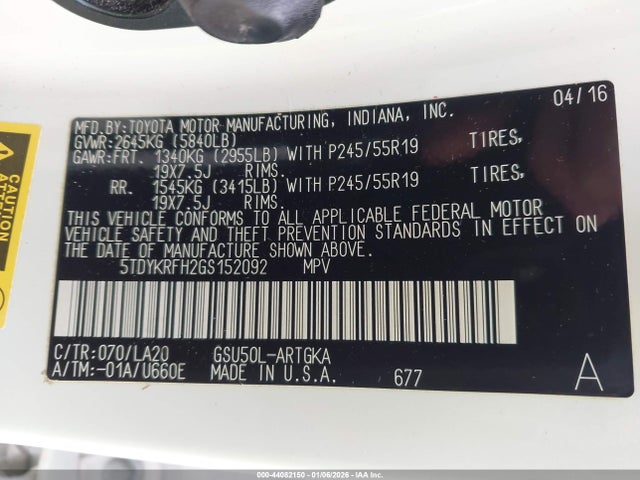 MFD.BY:TOYOTA MOTOR MANUFACTURING, INDIANA, INC. 04/16
GVWR:2645KG (5840LB)
GAWR:FRT. 1340KG (2955LB) WITH P245/55R19 TIRES,
19X7.5J RIMS.
RR. 1545KG (3415LB) WITH P245/55R19 TIRES,
19X7.5J RIMS.
THIS VEHICLE CONFORMS TO ALL APPLICABLE FEDERAL MOTOR
VEHICLE SAFETY AND THEFT PREVENTION STANDARDS IN EFFECT ON
THE DATE OF MANUFACTURE SHOWN ABOVE.
5TDYKRFH2GS152092 MPV
C/TR:070/LA20 GSU50L-ARTGKA
A/TM:-01A/U660E MADE IN U.S.A. 677 A
CAUTION
000-44082150 - 01/06/2026 - IAA Inc.